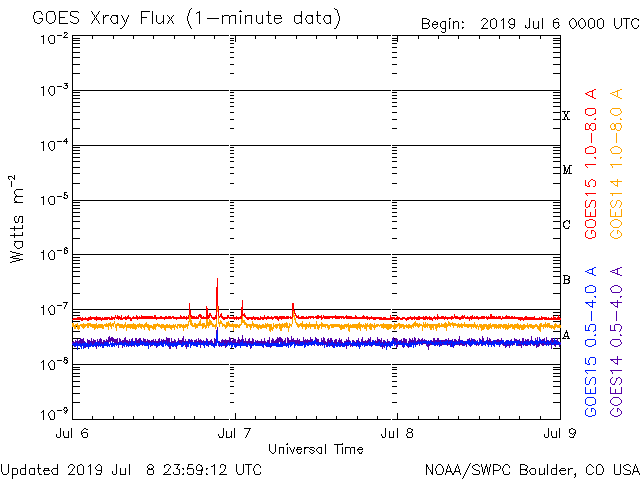 GOES Xray Flux (1-minute data)
Begin: 2019 Jul 6 0000 UTC
10-2
10-3
10-4
10-5
10-6
10-7
10-8
10-9
Watts m-2
X
M
C
B
A
GOES15 1.0-8.0 A
GOES14 1.0-8.0 A
GOES15 0.5-4.0 A
GOES14 0.5-4.0 A
Jul 6
Jul 7
Jul 8
Jul 9
Universal Time
Updated 2019 Jul 8 23:59:12 UTC
NOAA/SWPC Boulder, CO USA